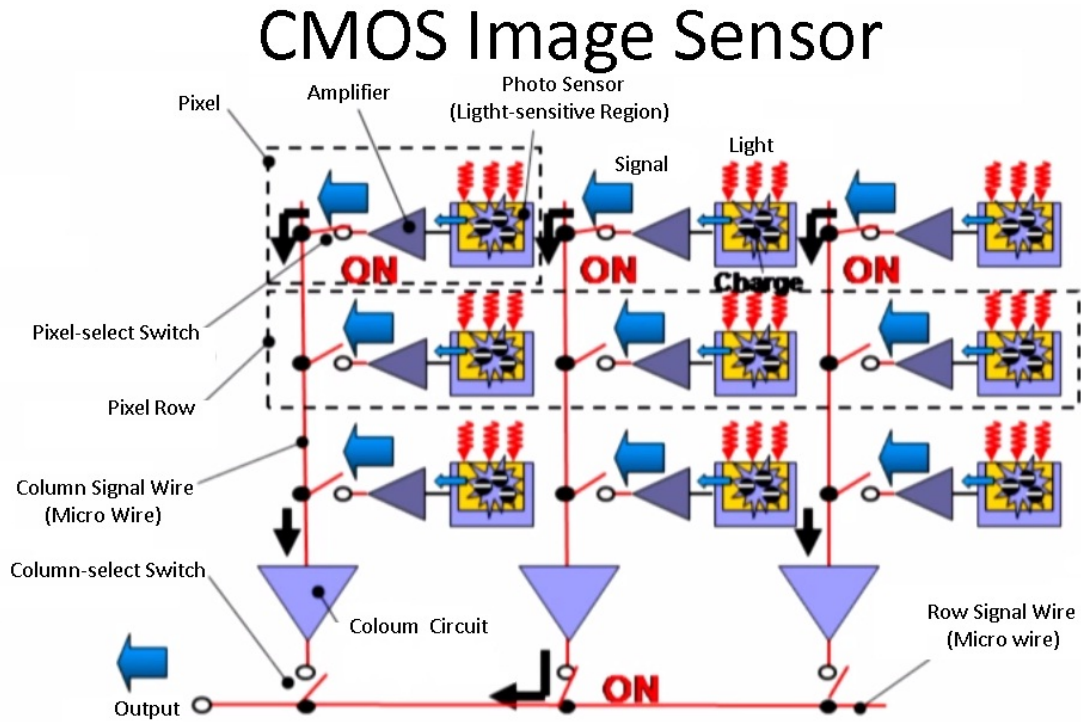 CMOS Image Sensor
Pixel
Amplifier
Photo Sensor
(Ligtht-sensitive Region)
Signal
Light
ON
ON
ON
Charge
Pixel-select Switch
Pixel Row
Column Signal Wire
(Micro Wire)
Column-select Switch
Coloum Circuit
Row Signal Wire
(Micro wire)
ON
Output